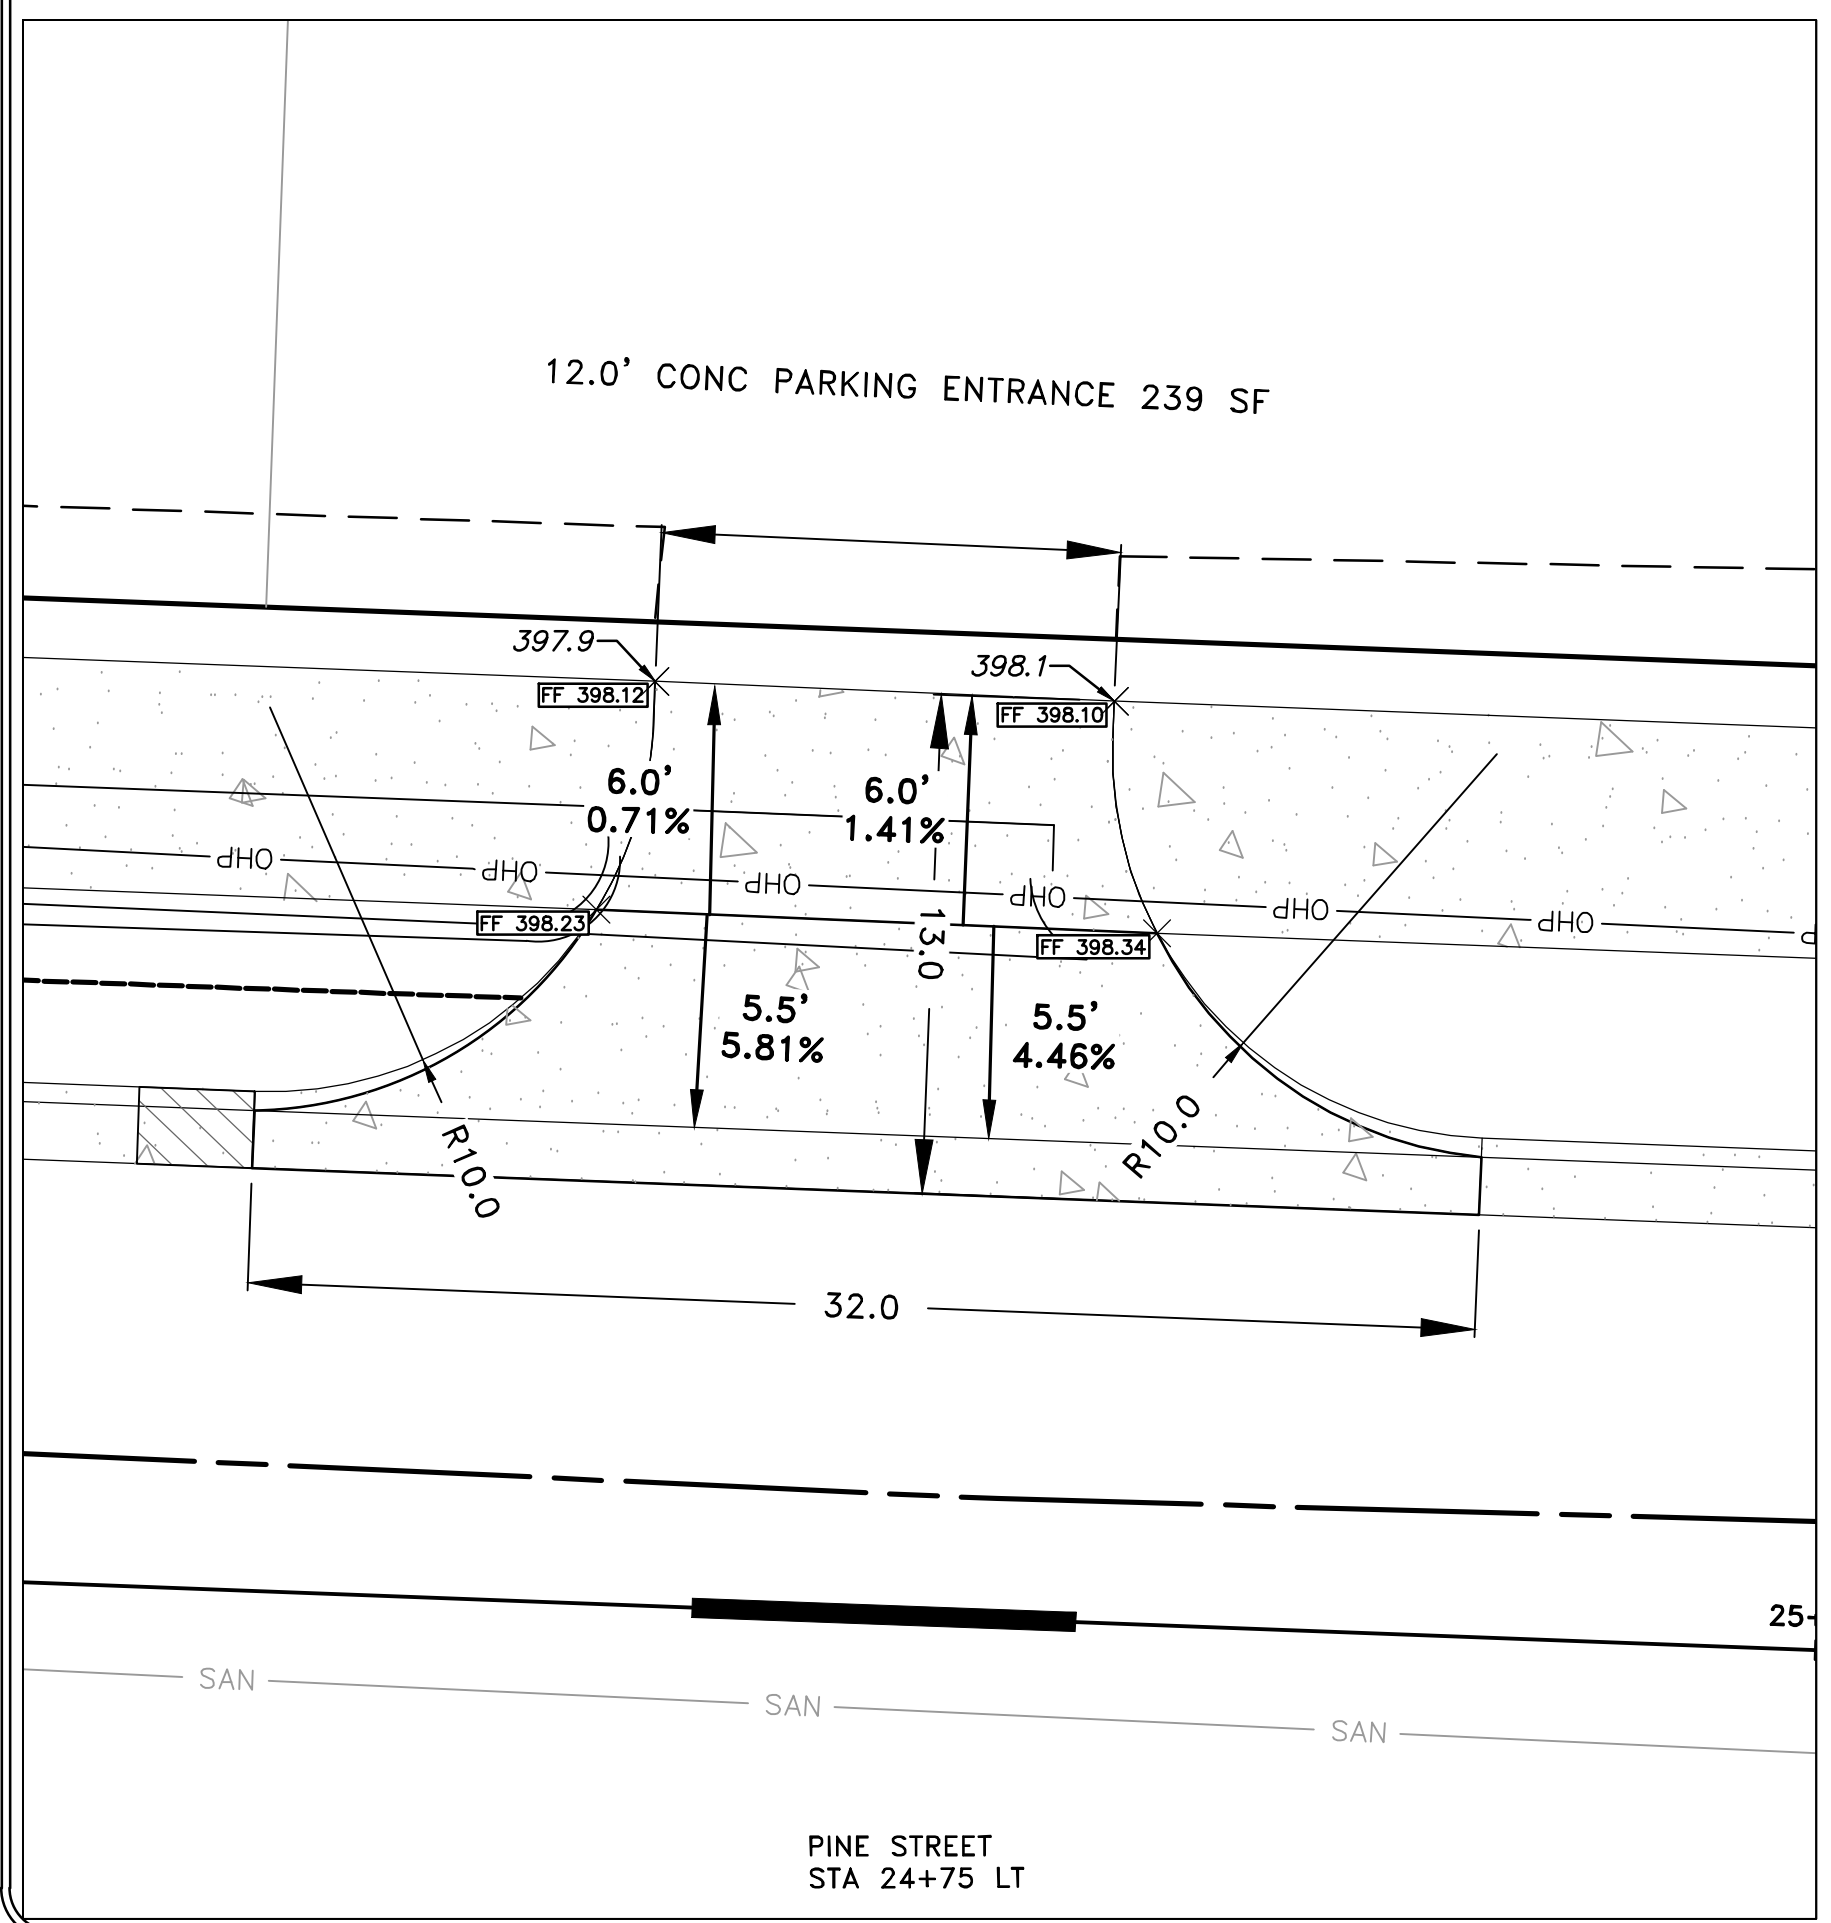 12.0' CONC PARKING ENTRANCE 239 SF
397.9
398.1
FF 398.12
FF 398.10
6.0'
0.71%
6.0'
1.41%
OHP
OHP
OHP
OHP
OHP
OHP
FF 398.23
13.0
FF 398.34
5.5'
5.81%
5.5'
4.46%
R10.0
R10.0
32.0
25
SAN
SAN
SAN
PINE STREET
STA 24+75 LT